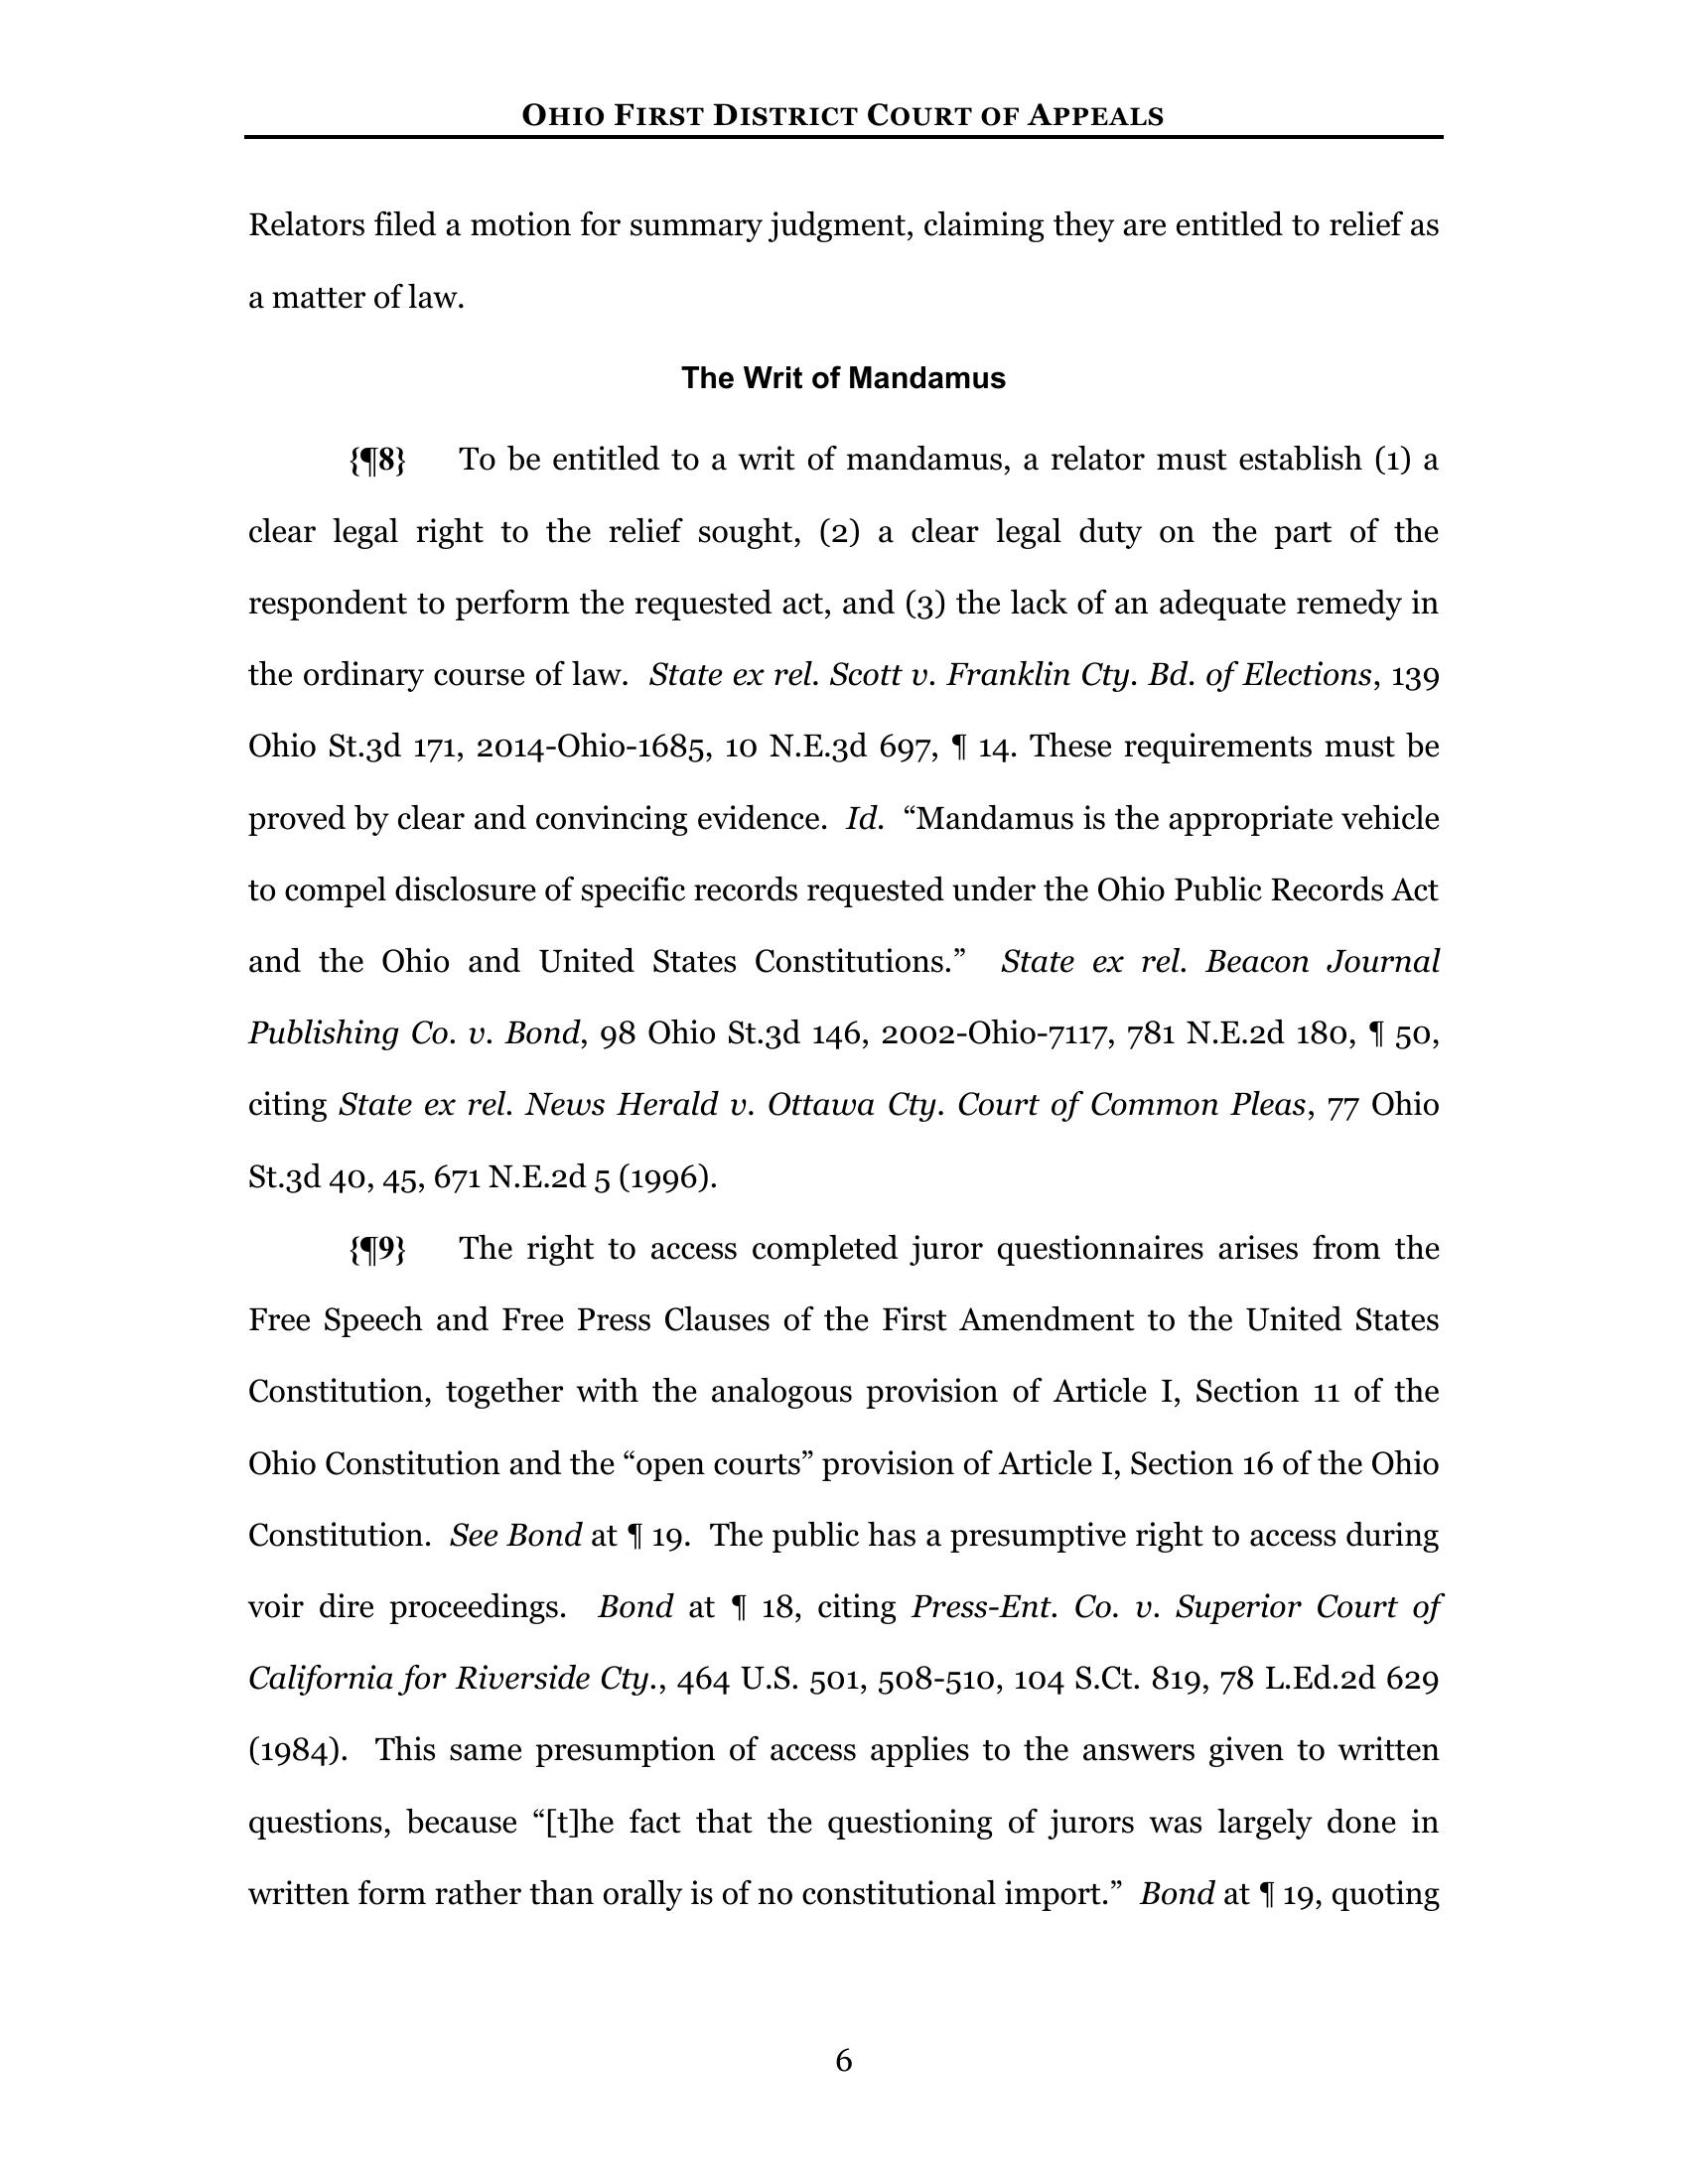 OHIO FIRST DISTRICT COURT OF APPEALS
Relators filed a motion for summary judgment, claiming they are entitled to relief as
a matter of law.
The Writ of Mandamus
{¶8} To be entitled to a writ of mandamus, a relator must establish (1) a
clear legal right to the relief sought, (2) a clear legal duty on the part of the
respondent to perform the requested act, and (3) the lack of an adequate remedy in
the ordinary course of law. State ex rel. Scott v. Franklin Cty. Bd. of Elections, 139
Ohio St.3d 171, 2014-Ohio-1685, 10 N.E.3d 697, ¶ 14. These requirements must be
proved by clear and convincing evidence. Id. “Mandamus is the appropriate vehicle
to compel disclosure of specific records requested under the Ohio Public Records Act
and the Ohio and United States Constitutions.” State ex rel. Beacon Journal
Publishing Co. v. Bond, 98 Ohio St.3d 146, 2002-Ohio-7117, 781 N.E.2d 180, ¶ 50,
citing State ex rel. News Herald v. Ottawa Cty. Court of Common Pleas, 77 Ohio
St.3d 40, 45, 671 N.E.2d 5 (1996).
{¶9} The right to access completed juror questionnaires arises from the
Free Speech and Free Press Clauses of the First Amendment to the United States
Constitution, together with the analogous provision of Article I, Section 11 of the
Ohio Constitution and the “open courts” provision of Article I, Section 16 of the Ohio
Constitution. See Bond at ¶ 19. The public has a presumptive right to access during
voir dire proceedings. Bond at ¶ 18, citing Press-Ent. Co. v. Superior Court of
California for Riverside Cty., 464 U.S. 501, 508-510, 104 S.Ct. 819, 78 L.Ed.2d 629
(1984). This same presumption of access applies to the answers given to written
questions, because “[t]he fact that the questioning of jurors was largely done in
written form rather than orally is of no constitutional import.” Bond at ¶ 19, quoting
6